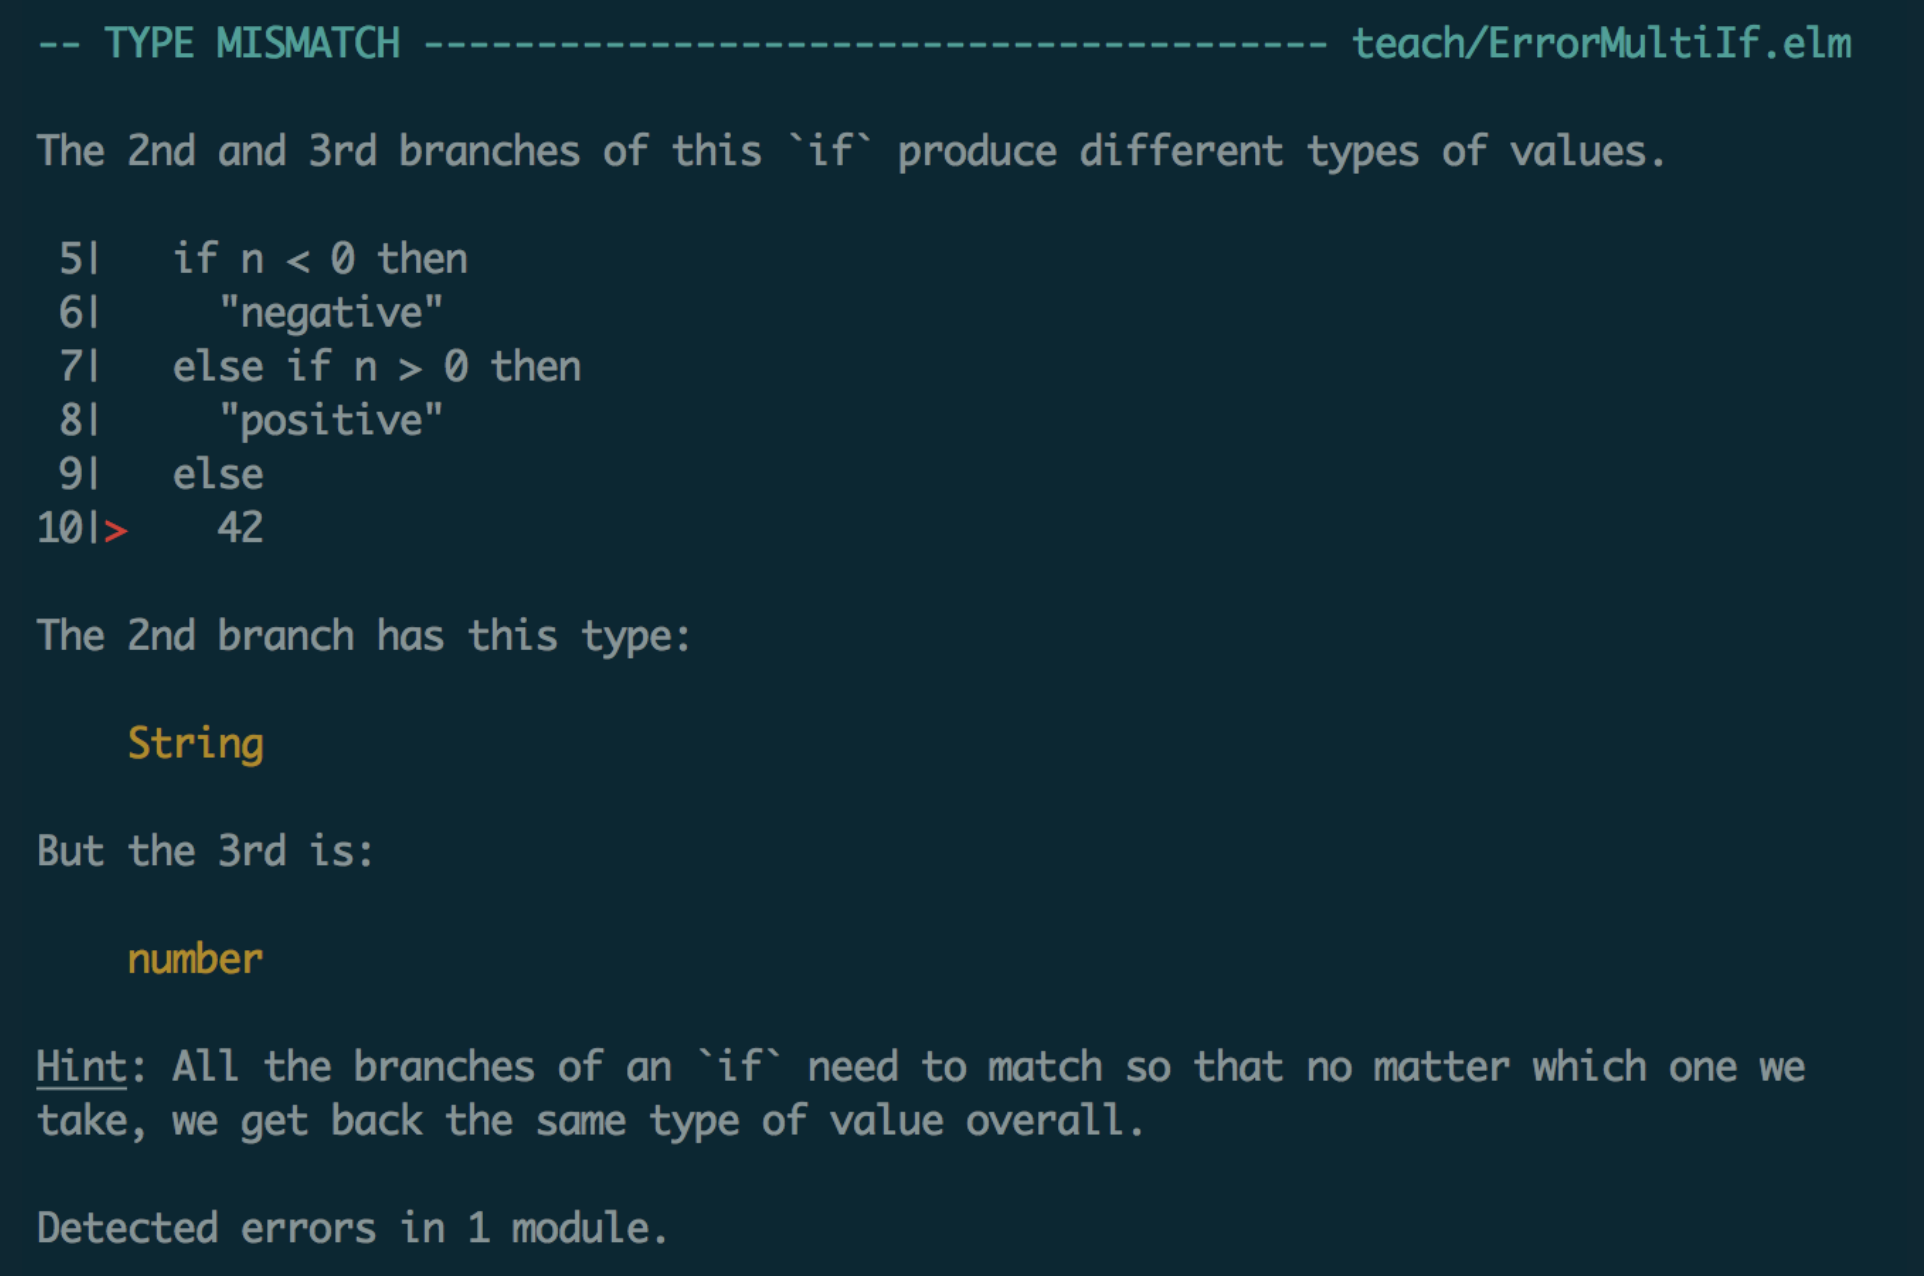 -- TYPE MISMATCH ---------------------------------------- teach/ErrorMultiIf.elm
The 2nd and 3rd branches of this `if` produce different types of values.
 5|   if n < 0 then
 6|     "negative"
 7|   else if n > 0 then
 8|     "positive"
 9|   else
10|>    42
The 2nd branch has this type:
    String
But the 3rd is:
    number
Hint: All the branches of an `if` need to match so that no matter which one we
take, we get back the same type of value overall.
Detected errors in 1 module.